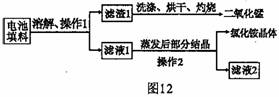 电池填料
溶解、操作1
滤渣1
洗涤、烘干、灼烧
二氧化锰
滤液1
蒸发后部分结晶
操作2
氯化铵晶体
滤液2
图12